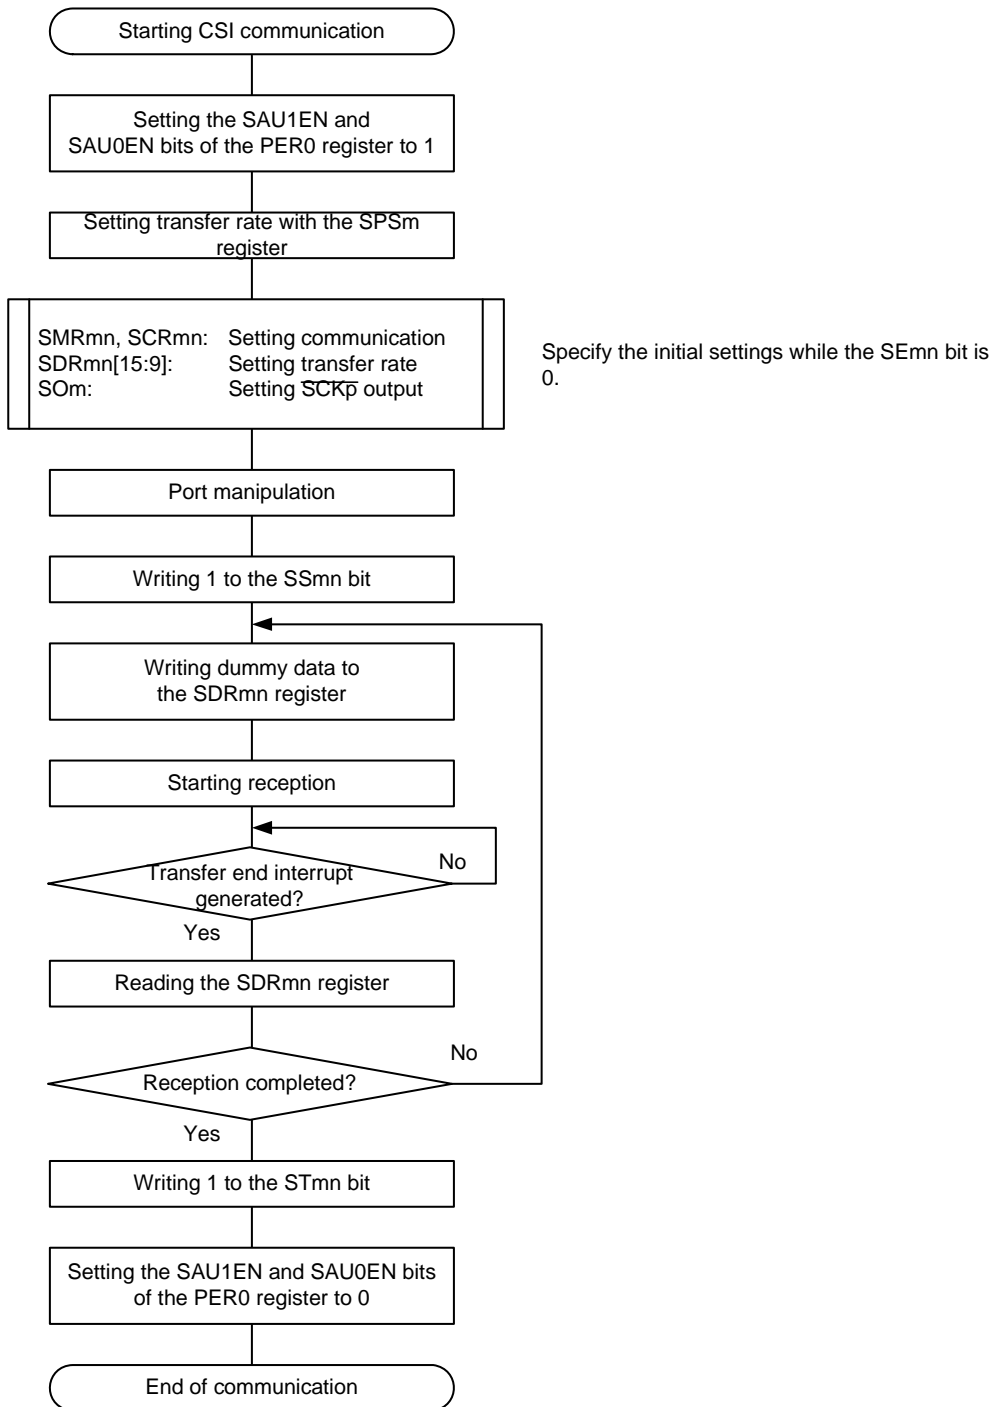 Starting CSI communication
Setting the SAU1EN and
SAU0EN bits of the PER0 register to 1
Setting transfer rate with the SPSm
register
SMRmn, SCRmn: Setting communication
SDRmn[15:9]: Setting transfer rate
SOm: Setting SCKp output
Specify the initial settings while the SEmn bit is
0.
Port manipulation
Writing 1 to the SSmn bit
Writing dummy data to
the SDRmn register
Starting reception
Transfer end interrupt
generated?
No
Yes
Reading the SDRmn register
Reception completed?
No
Yes
Writing 1 to the STmn bit
Setting the SAU1EN and SAU0EN bits
of the PER0 register to 0
End of communication